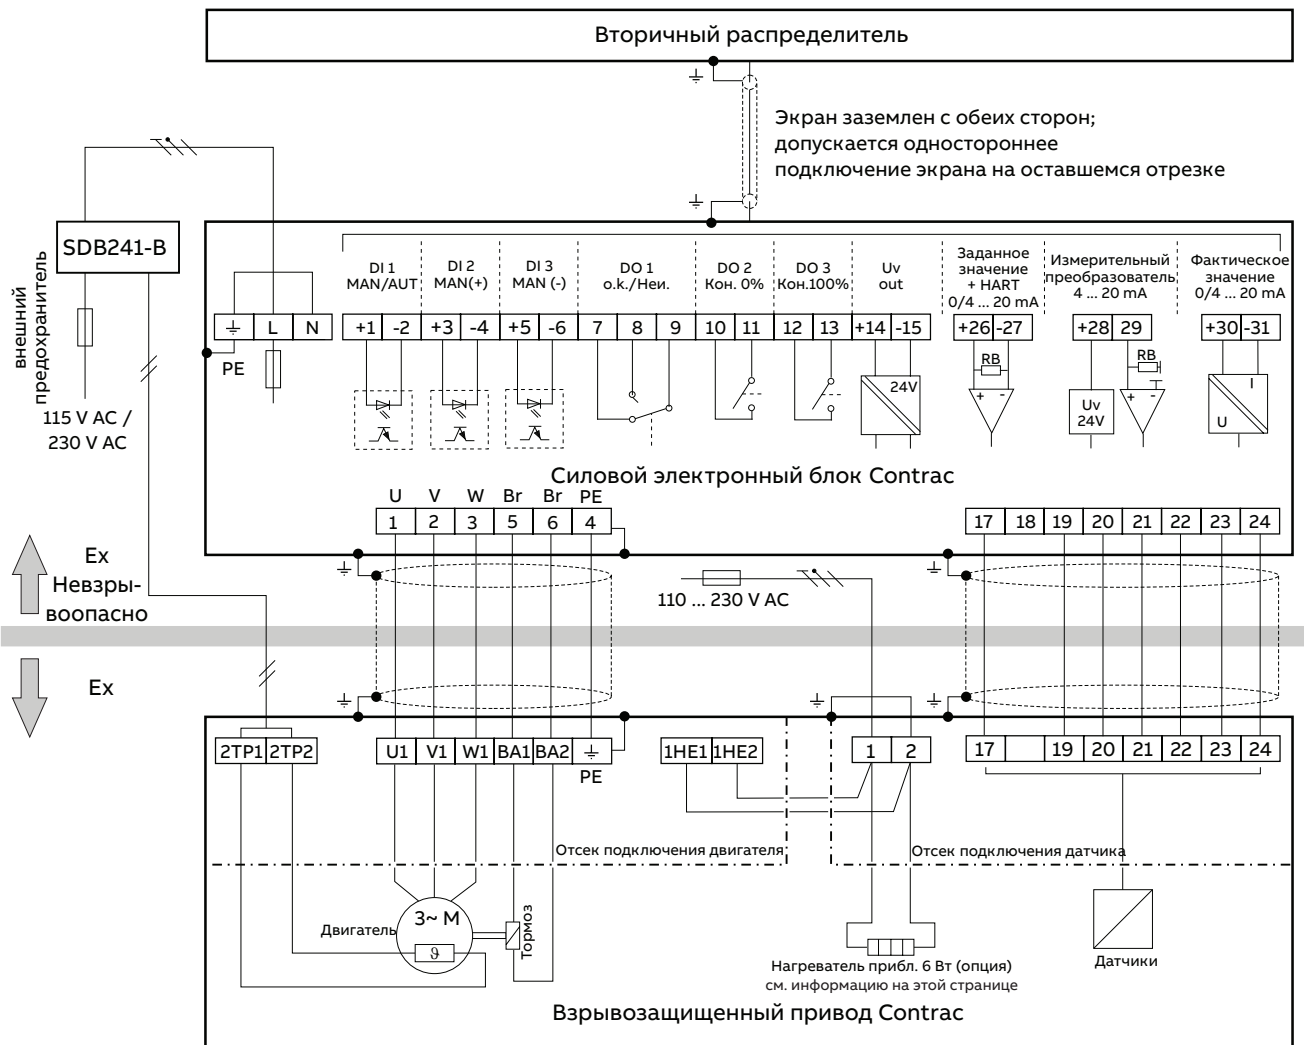 Вторичный распределитель
Экран заземлен с обеих сторон;
допускается одностороннее
подключение экрана на оставшемся отрезке
SDB241-B
внешний
предохранитель
115 V AC /
230 V AC
DI 1
MAN/AUT
DI 2
MAN(+)
DI 3
MAN (-)
DO 1
o.k./Неи.
DO 2
Кон. 0%
DO 3
Кон.100%
Uv
out
Заданное
значение
+ HART
0/4 ... 20 mA
Измерительный
преобразователь
4 ... 20 mA
Фактическое
значение
0/4 ... 20 mA
L N
+1 -2 +3 -4 +5 -6 7 8 9 10 11 12 13 +14 -15 +26 -27 +28 29 +30 -31
PE
RB
+ -
RB
+ -
24V
Uv
24V
I
U
Силовой электронный блок Contrac
U V W Br Br PE
1 2 3 5 6 4
17 18 19 20 21 22 23 24
Ex
Невзры-
воопасно
110 ... 230 V AC
Ex
2TP1 2TP2 U1 V1 W1 BA1 BA2
PE
1HE1 1HE2 1 2
17 19 20 21 22 23 24
Отсек подключения двигателя
Отсек подключения датчика
Двигатель
3~ M
ϑ
Тормоз
Нагреватель прибл. 6 Вт (опция)
см. информацию на этой странице
Датчики
Взрывозащищенный привод Contrac